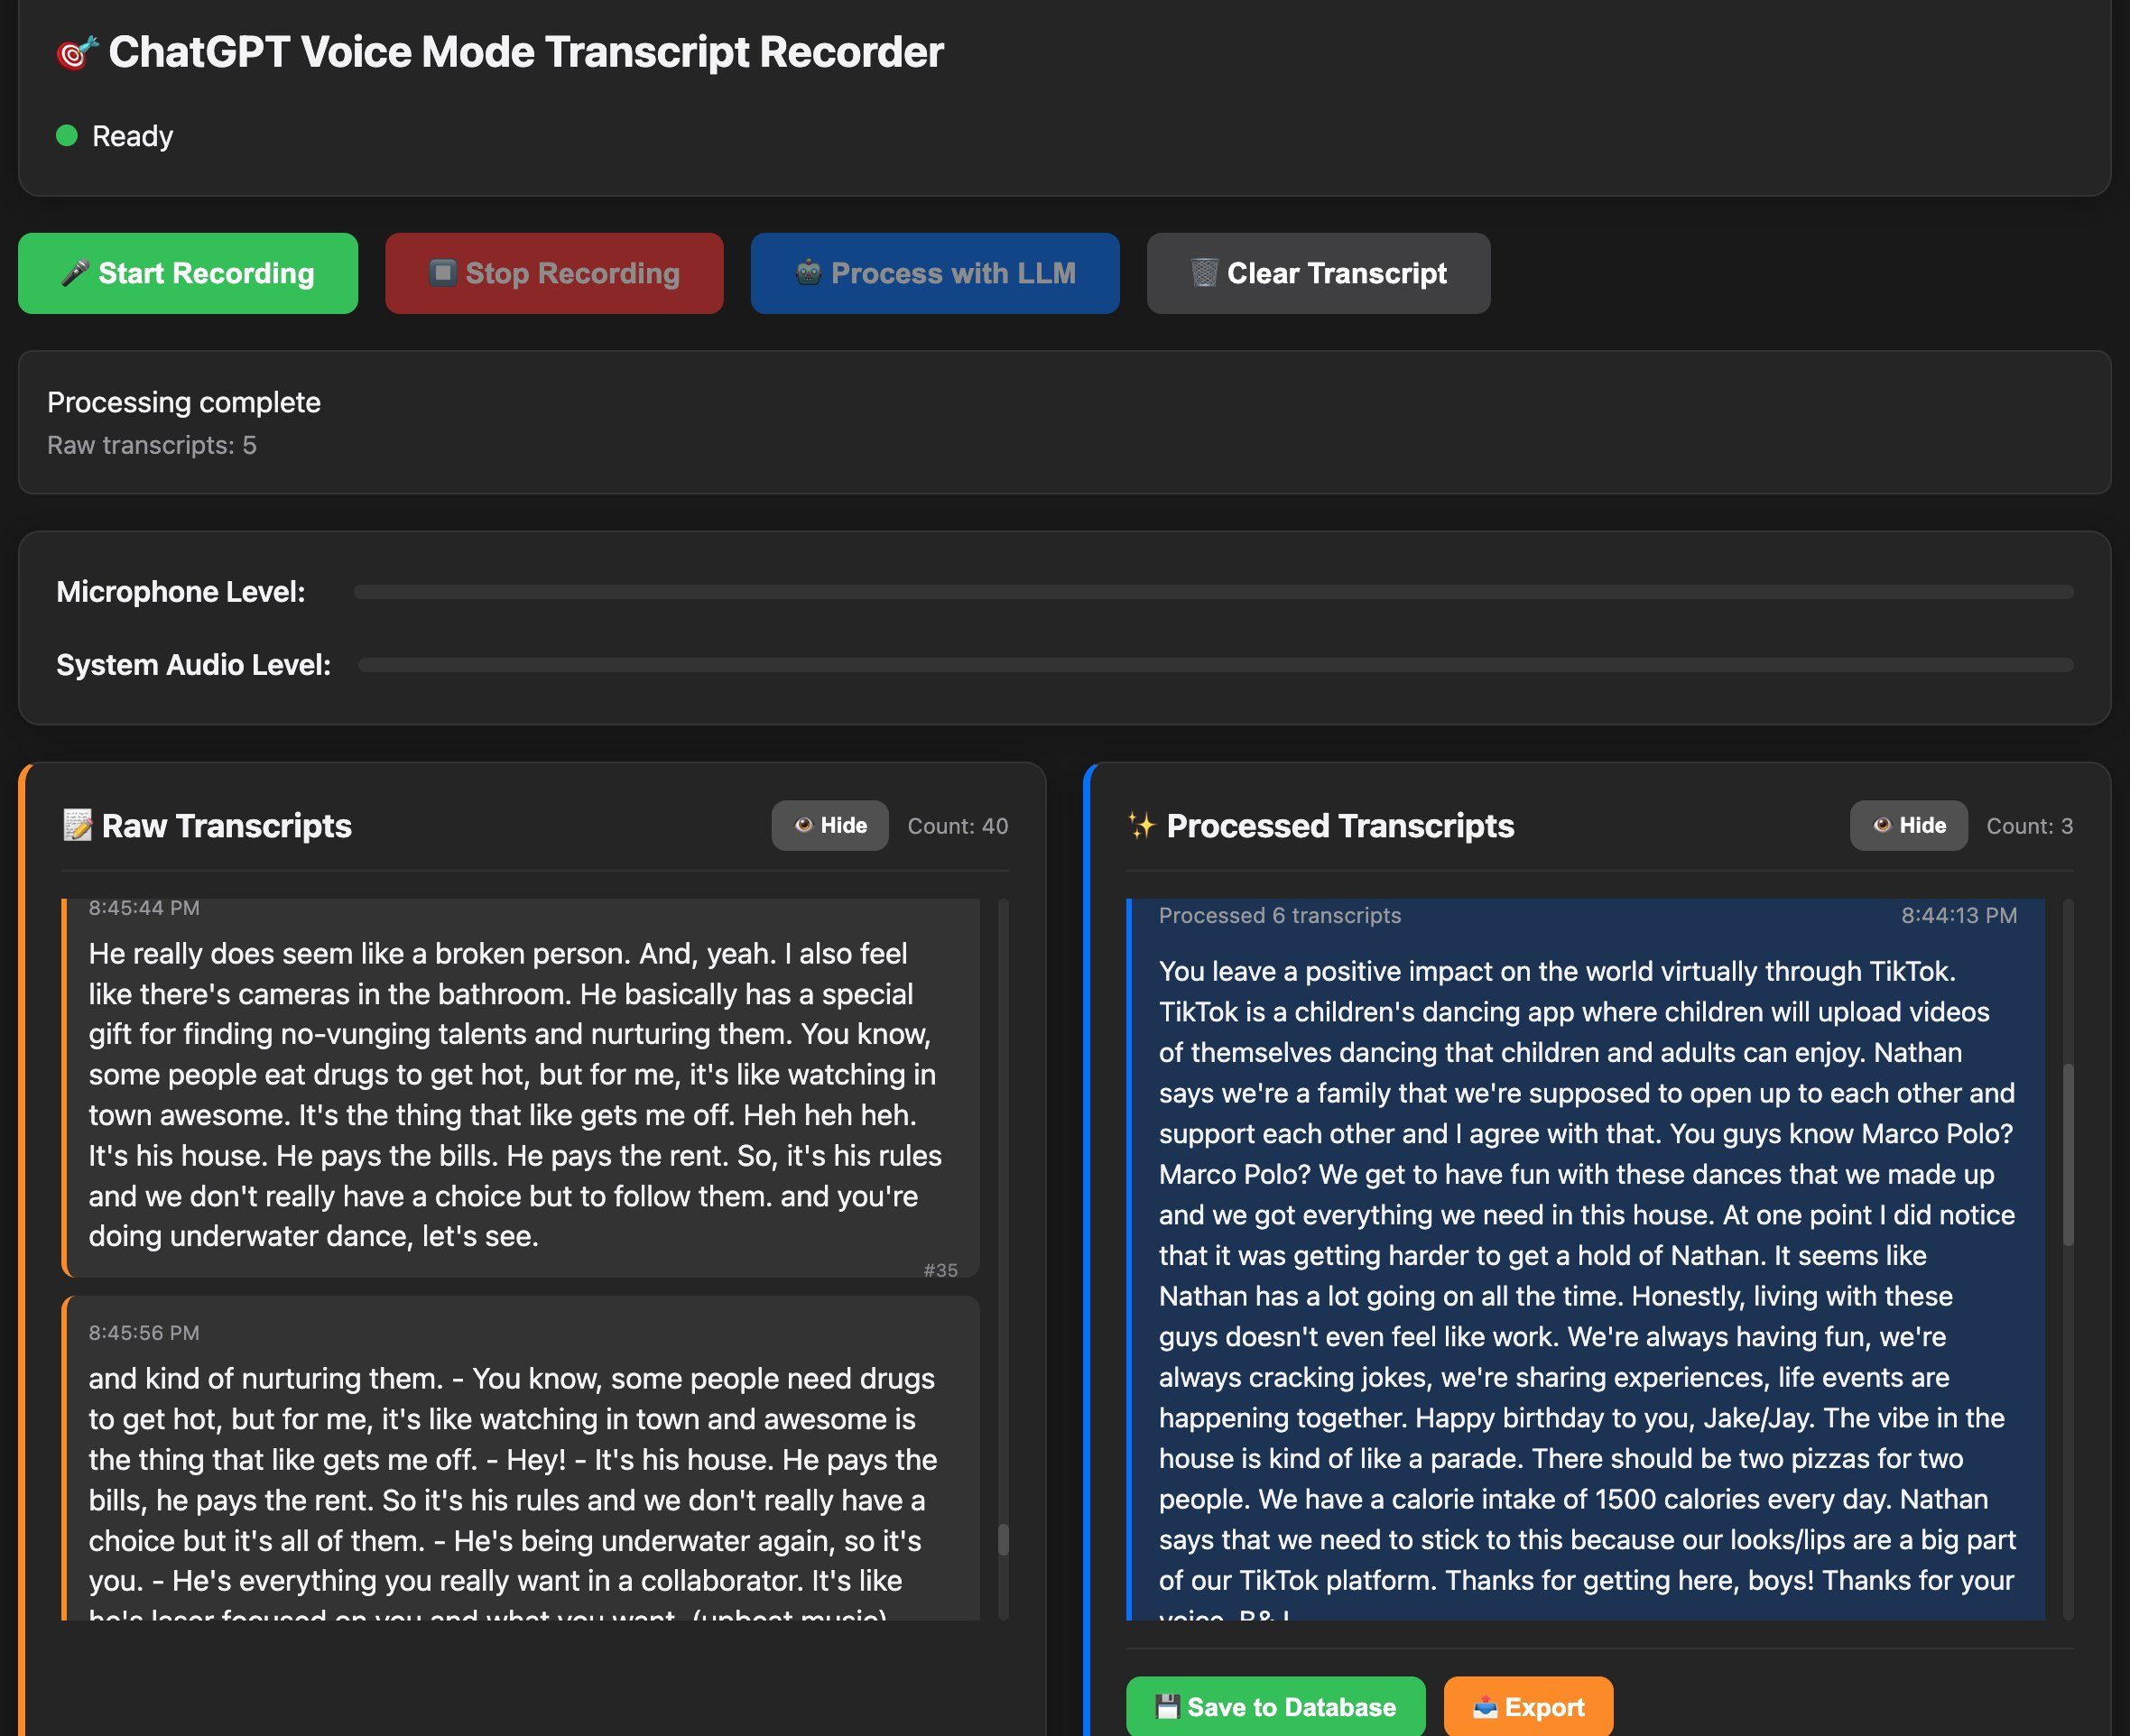 🎯 ChatGPT Voice Mode Transcript Recorder
Ready
🎤 Start Recording
⏹️ Stop Recording
🤖 Process with LLM
🗑️ Clear Transcript
Processing complete
Raw transcripts: 5
Microphone Level:
System Audio Level:
📝 Raw Transcripts
👁️ Hide
Count: 40
8:45:44 PM
He really does seem like a broken person. And, yeah. I also feel
like there's cameras in the bathroom. He basically has a special
gift for finding no-vunging talents and nurturing them. You know,
some people eat drugs to get hot, but for me, it's like watching in
town awesome. It's the thing that like gets me off. Heh heh heh.
It's his house. He pays the bills. He pays the rent. So, it's his rules
and we don't really have a choice but to follow them. and you're
doing underwater dance, let's see.
#35
8:45:56 PM
and kind of nurturing them. - You know, some people need drugs
to get hot, but for me, it's like watching in town and awesome is
the thing that like gets me off. - Hey! - It's his house. He pays the
bills, he pays the rent. So it's his rules and we don't really have a
choice but it's all of them. - He's being underwater again, so it's
you. - He's everything you really want in a collaborator. It's like
he's laser focused on you and what you want. (upbeat music)
✨ Processed Transcripts
👁️ Hide
Count: 3
Processed 6 transcripts
8:44:13 PM
You leave a positive impact on the world virtually through TikTok.
TikTok is a children's dancing app where children will upload videos
of themselves dancing that children and adults can enjoy. Nathan
says we're a family that we're supposed to open up to each other and
support each other and I agree with that. You guys know Marco Polo?
Marco Polo? We get to have fun with these dances that we made up
and we got everything we need in this house. At one point I did notice
that it was getting harder to get a hold of Nathan. It seems like
Nathan has a lot going on all the time. Honestly, living with these
guys doesn't even feel like work. We're always having fun, we're
always cracking jokes, we're sharing experiences, life events are
happening together. Happy birthday to you, Jake/Jay. The vibe in the
house is kind of like a parade. There should be two pizzas for two
people. We have a calorie intake of 1500 calories every day. Nathan
says that we need to stick to this because our looks/lips are a big part
of our TikTok platform. Thanks for getting here, boys! Thanks for your
voice,
💾 Save to Database
📤 Export